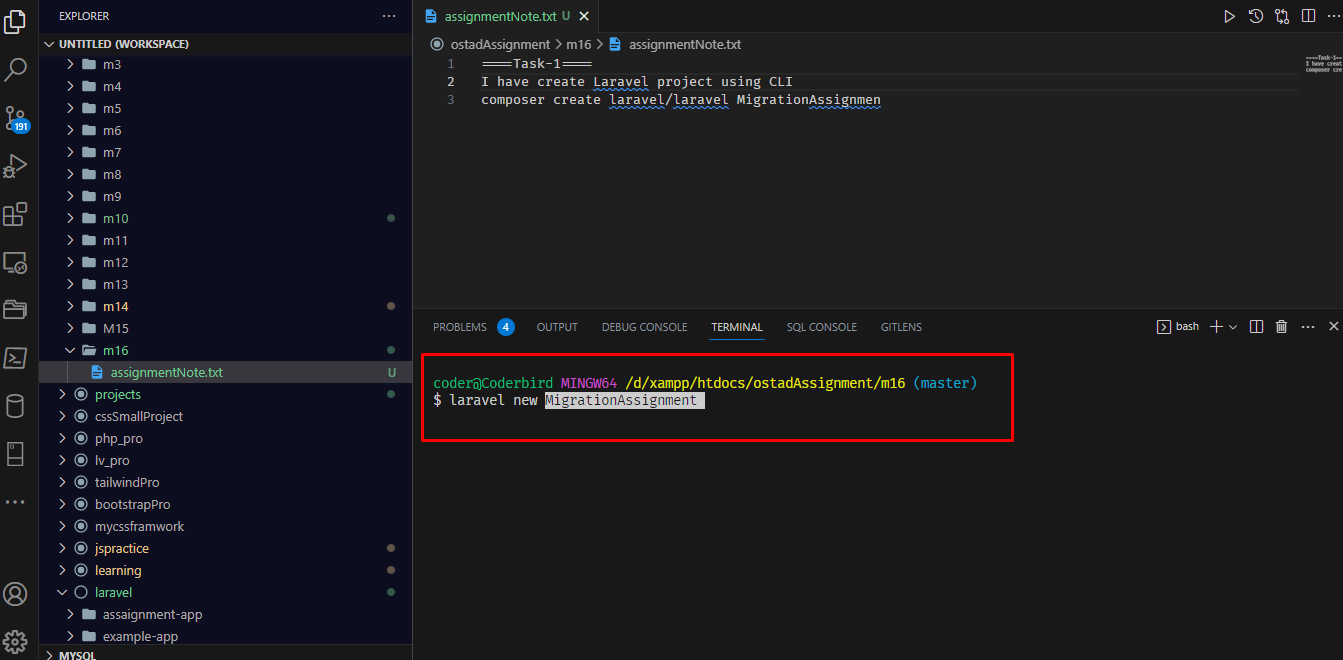 EXPLORER
UNTITLED (WORKSPACE)
m3
m4
m5
m6
m7
m8
m9
m10
m11
m12
m13
m14
M15
m16
assignmentNote.txt U
projects
cssSmallProject
php_pro
lv_pro
tailwindPro
bootstrapPro
mycssframwork
jspractice
learning
laravel
assaignment-app
example-app
MYSQL
191
assignmentNote.txt U
ostadAssignment > m16 > assignmentNote.txt
1 ====Task-1====
2 I have create Laravel project using CLI
3 composer create laravel/laravel MigrationAssignmen
PROBLEMS 4 OUTPUT DEBUG CONSOLE TERMINAL SQL CONSOLE GITLENS bash
coder@Coderbird MINGW64 /d/xampp/htdocs/ostadAssignment/m16 (master)
$ laravel new MigrationAssignment